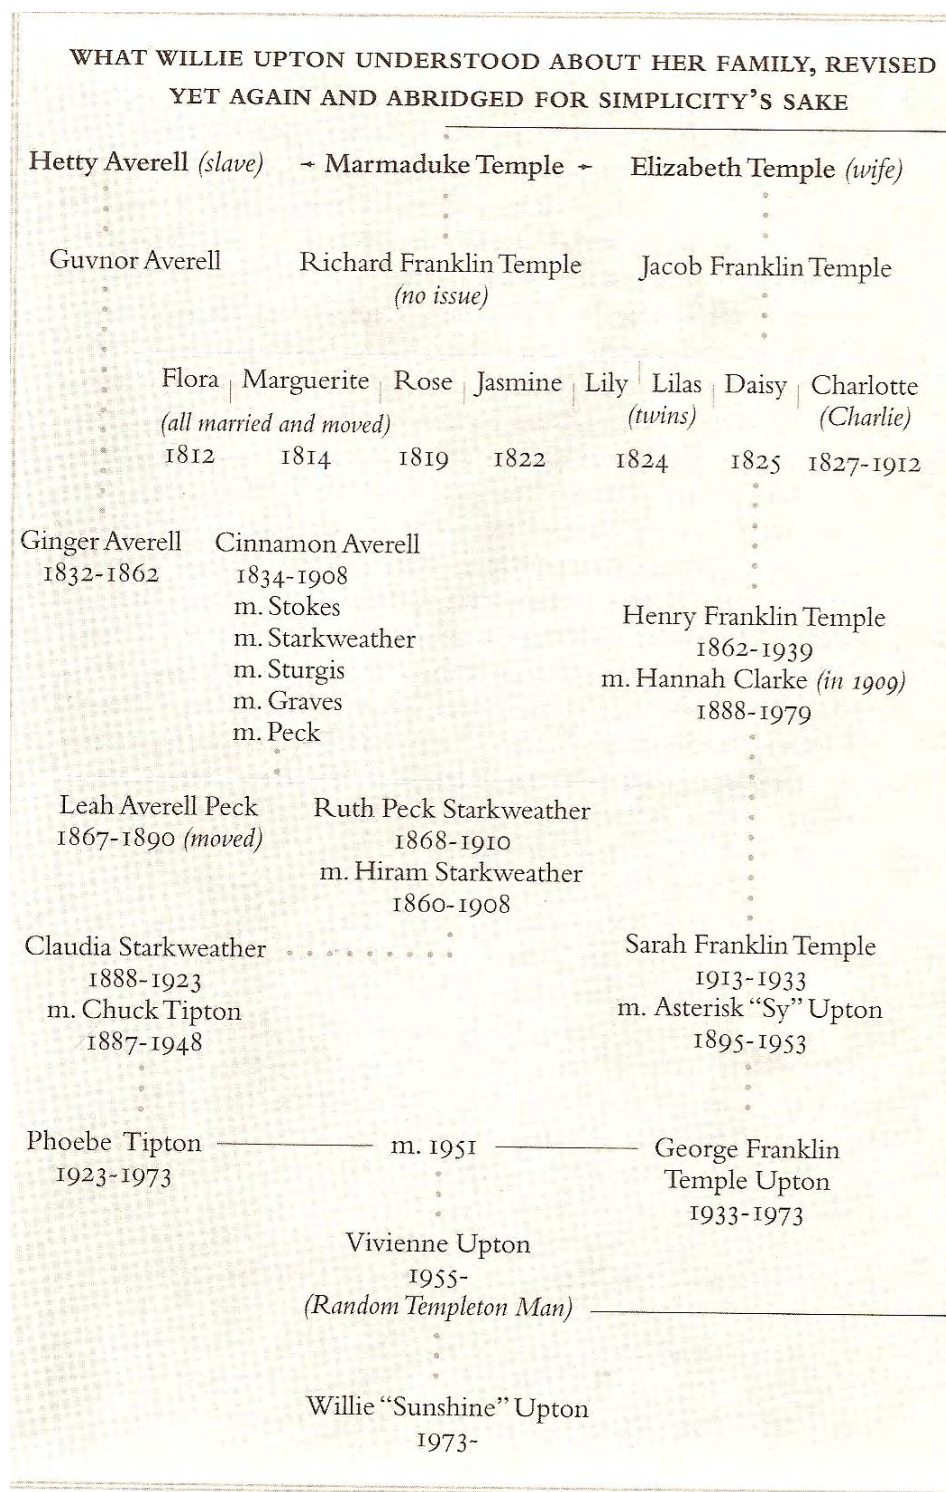 WHAT WILLIE UPTON UNDERSTOOD ABOUT HER FAMILY, REVISED
YET AGAIN AND ABRIDGED FOR SIMPLICITY'S SAKE
Hetty Averell (slave) Marmaduke Temple Elizabeth Temple (wife)
Guvnor Averell Richard Franklin Temple Jacob Franklin Temple
(no issue)
Flora | Marguerite | Rose | Jasmine | Lily | Lilas | Daisy | Charlotte
(all married and moved) (twins) (Charlie)
1812 1814 1819 1822 1824 1825 1827-1912
Ginger Averell Cinnamon Averell
1832-1862 1834-1908
m. Stokes
m. Starkweather
m. Sturgis
m. Graves
m. Peck
Henry Franklin Temple
1862-1939
m. Hannah Clarke (in 1909)
1888-1979
Leah Averell Peck Ruth Peck Starkweather
1867-1890 (moved) 1868-1910
m. Hiram Starkweather
1860-1908
Claudia Starkweather Sarah Franklin Temple
1888-1923 1913-1933
m. Chuck Tipton m. Asterisk "Sy" Upton
1887-1948 1895-1953
Phoebe Tipton m. 1951 George Franklin
1923-1973 Temple Upton
1933-1973
Vivienne Upton
1955-
(Random Templeton Man)
Willie "Sunshine" Upton
1973-